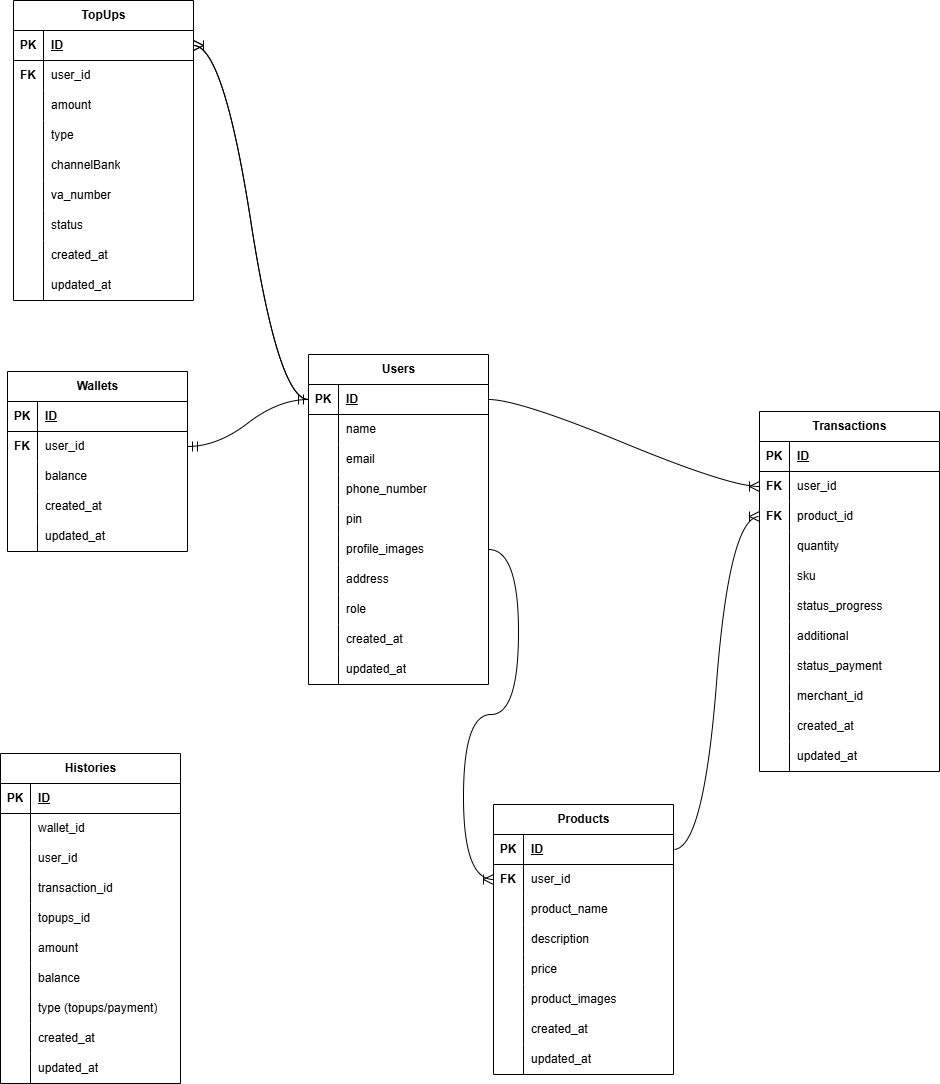 TopUps
PK ID
FK user_id
amount
type
channelBank
va_number
status
created_at
updated_at
Wallets
PK ID
FK user_id
balance
created_at
updated_at
Users
PK ID
name
email
phone_number
pin
profile_images
address
role
created_at
updated_at
Transactions
PK ID
FK user_id
FK product_id
quantity
sku
status_progress
additional
status_payment
merchant_id
created_at
updated_at
Histories
PK ID
wallet_id
user_id
transaction_id
topups_id
amount
balance
type (topups/payment)
created_at
updated_at
Products
PK ID
FK user_id
product_name
description
price
product_images
created_at
updated_at